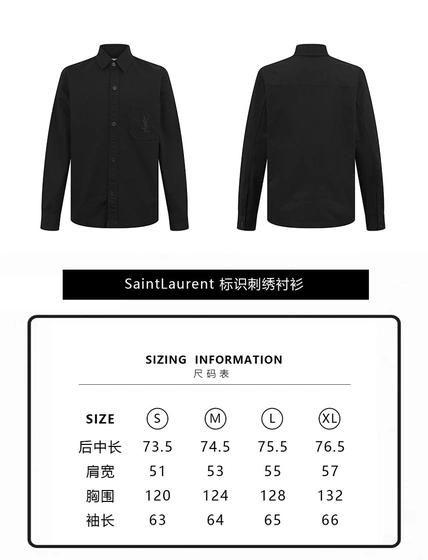 SaintLaurent 标识刺绣衬衫
SIZING INFORMATION
尺码表
SIZE S M L XL
后中长 73.5 74.5 75.5 76.5
肩宽 51 53 55 57
胸围 120 124 128 132
袖长 63 64 65 66